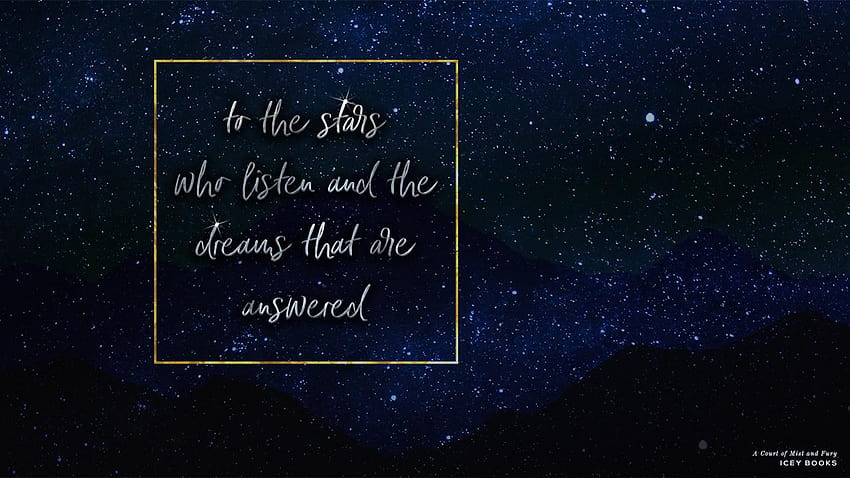 to the stars
who listen and the
dreams that are
answered
A Court of Mist and Fury
ICEY BOOKS